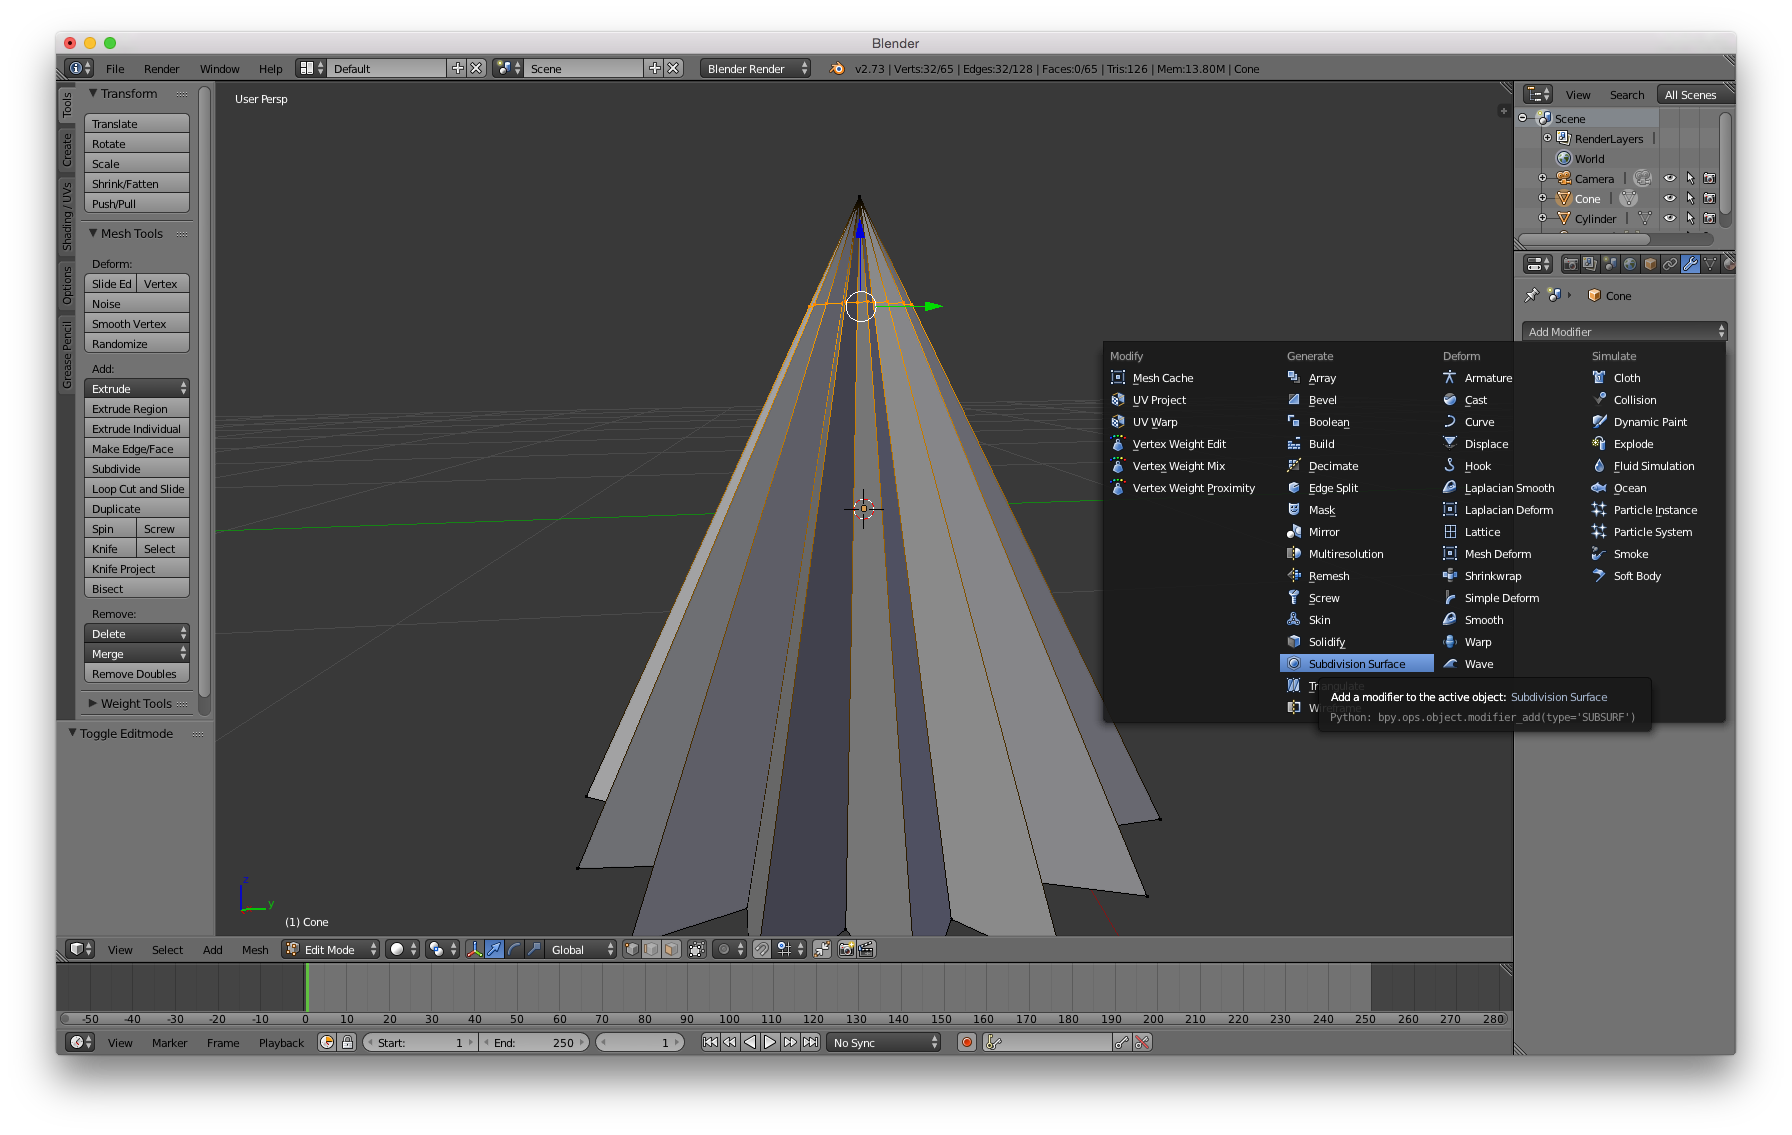 Blender
File Render Window Help Default Scene Blender Render v2.73 | Verts:32/65 | Edges:32/128 | Faces:0/65 | Tris:126 | Mem:13.80M | Cone
Tools
Create
Shading / UVs
Options
Grease Pencil
Transform
Translate
Rotate
Scale
Shrink/Fatten
Push/Pull
Mesh Tools
Deform:
Slide Ed Vertex
Noise
Smooth Vertex
Randomize
Add:
Extrude
Extrude Region
Extrude Individual
Make Edge/Face
Subdivide
Loop Cut and Slide
Duplicate
Spin Screw
Knife Select
Knife Project
Bisect
Remove:
Delete
Merge
Remove Doubles
Weight Tools
Toggle Editmode
User Persp
z
y
(1) Cone
View Search All Scenes
Scene
RenderLayers |
World
Camera |
Cone |
Cylinder |
Cone
Add Modifier
Modify
Mesh Cache
UV Project
UV Warp
Vertex Weight Edit
Vertex Weight Mix
Vertex Weight Proximity
Generate
Array
Bevel
Boolean
Build
Decimate
Edge Split
Mask
Mirror
Multiresolution
Remesh
Screw
Skin
Solidify
Subdivision Surface
Deform
Armature
Cast
Curve
Displace
Hook
Laplacian Smooth
Laplacian Deform
Lattice
Mesh Deform
Shrinkwrap
Simple Deform
Smooth
Warp
Wave
Simulate
Cloth
Collision
Dynamic Paint
Explode
Fluid Simulation
Ocean
Particle Instance
Particle System
Smoke
Soft Body
Add a modifier to the active object: Subdivision Surface
Python: bpy.ops.object.modifier_add(type='SUBSURF')
View Select Add Mesh Edit Mode Global
-50 -40 -30 -20 -10 0 10 20 30 40 50 60 70 80 90 100 110 120 130 140 150 160 170 180 190 200 210 220 230 240 250 260 270 280
View Marker Frame Playback Start: 1 End: 250 1 No Sync